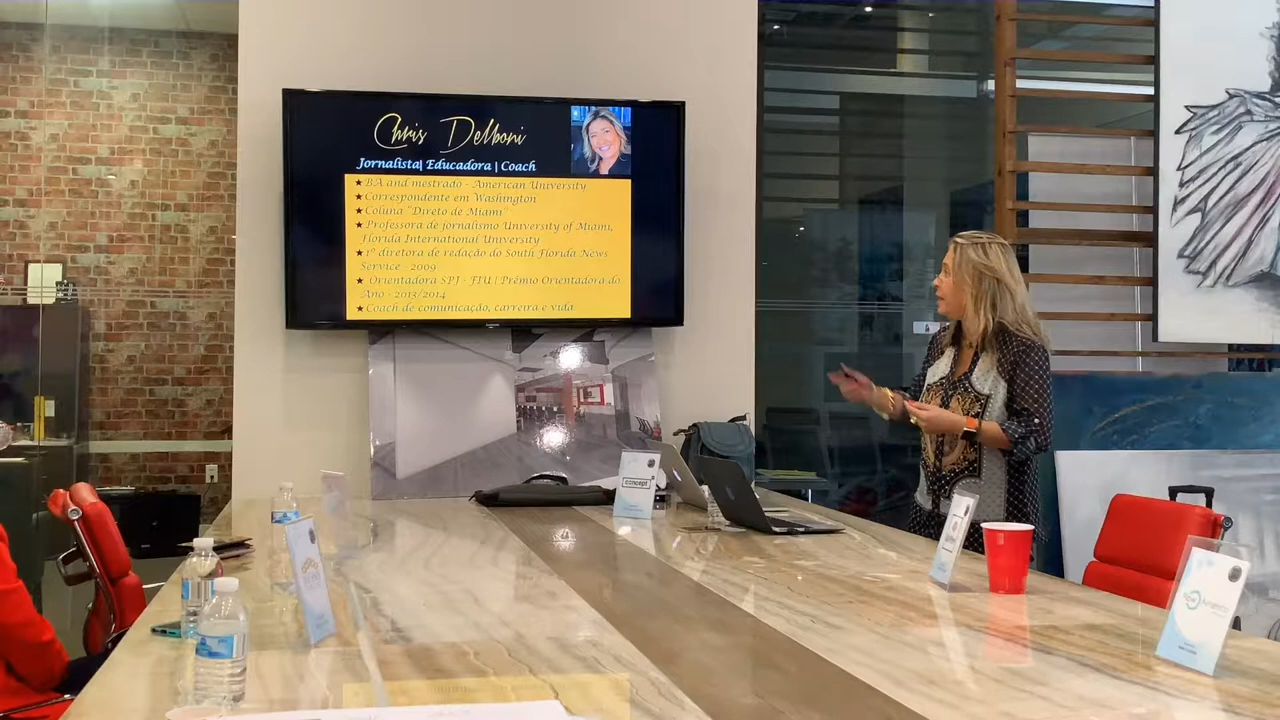 Chris Delboni
Jornalista| Educadora | Coach
★ BA and mestrado - American University
★ Correspondente em Washington
★ Coluna "Direto de Miami"
★ Professora de jornalismo University of Miami,
Florida International University
★ 1ª diretora de redação do South Florida News
Service - 2009
★ Orientadora SPJ - FIU | Prêmio Orientadora do
Ano - 2013/2014
★ Coach de comunicação, carreira e vida
concept